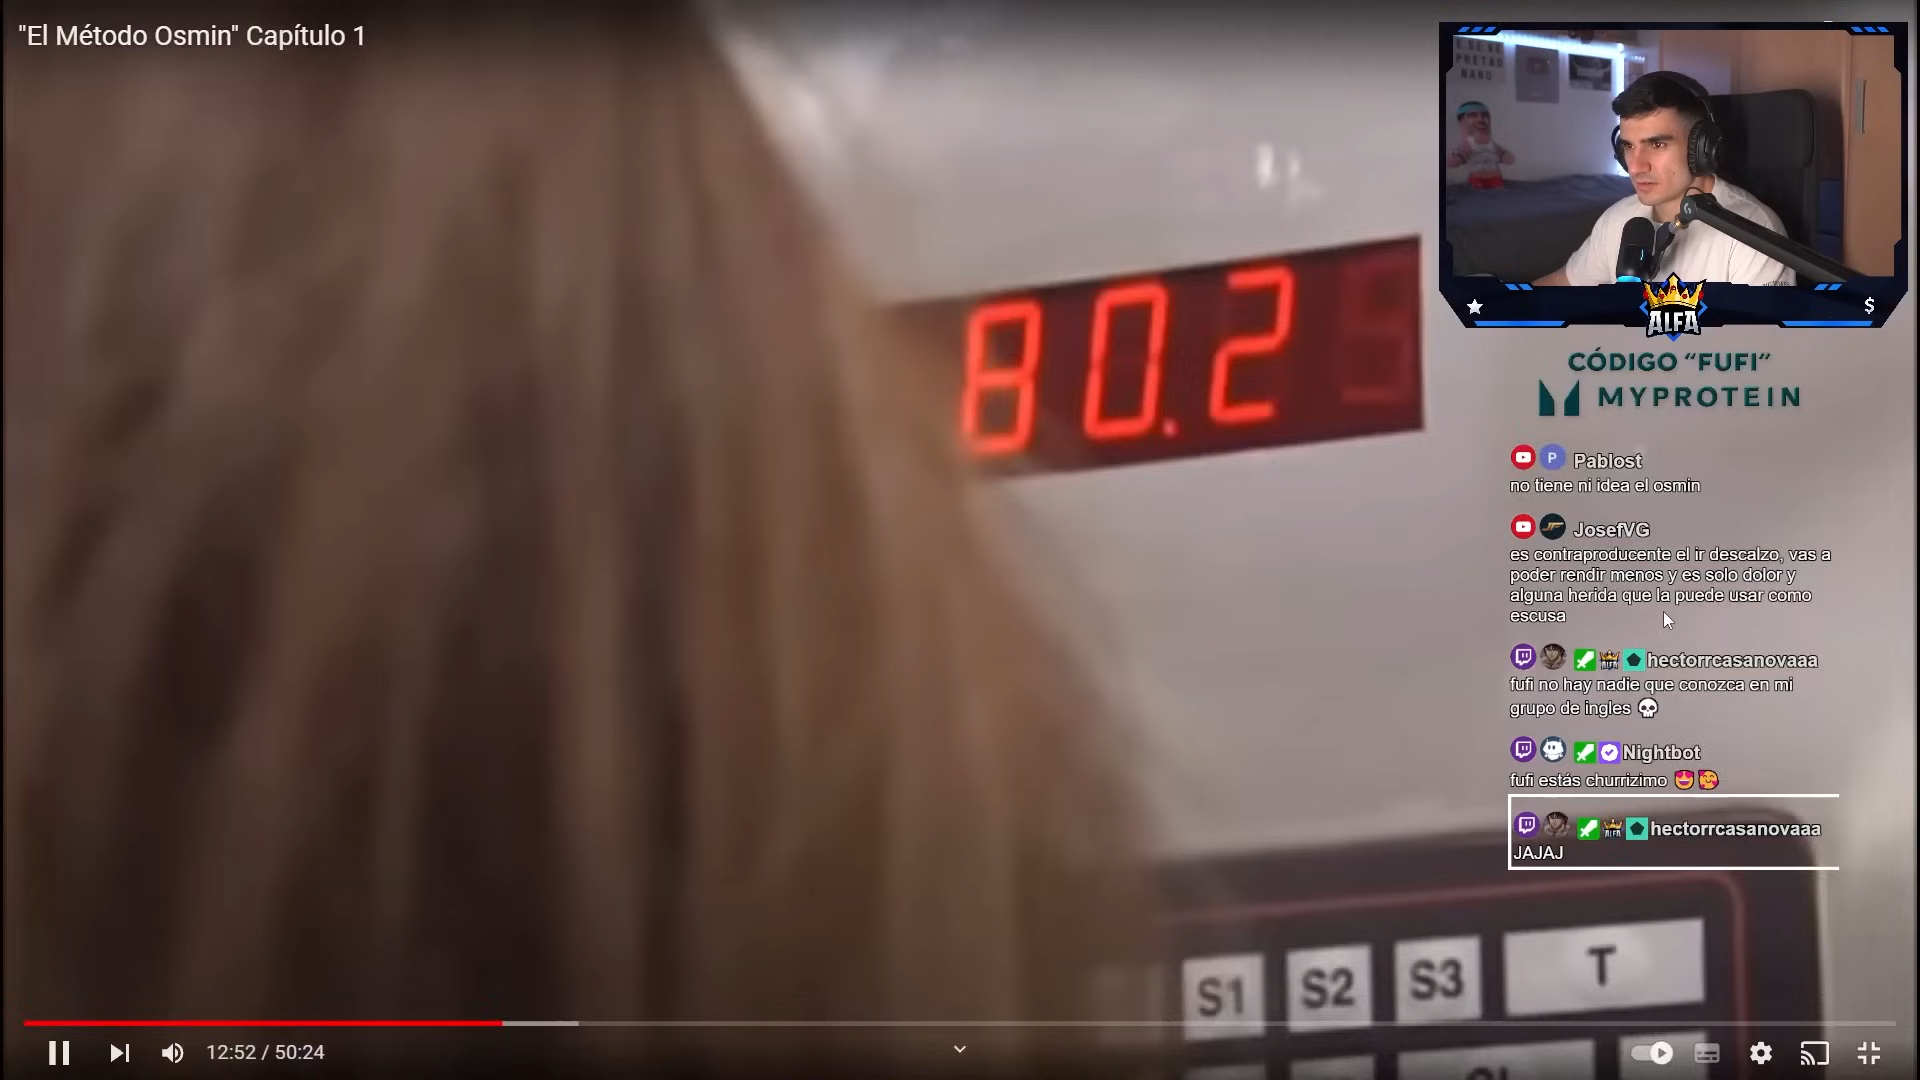 "El Método Osmin" Capítulo 1
80.2
ALFA
$
CÓDIGO "FUFI"
MYPROTEIN
P Pablost
no tiene ni idea el osmin
JF JosefVG
es contraproducente el ir descalzo, vas a
poder rendir menos y es solo dolor y
alguna herida que la puede usar como
escusa
hectorrcasanovaaa
fufi no hay nadie que conozca en mi
grupo de ingles 💀
Nightbot
fufi estás churrizimo 😍🥰
hectorrcasanovaaa
JAJAJ
S1 S2 S3 T
12:52 / 50:24